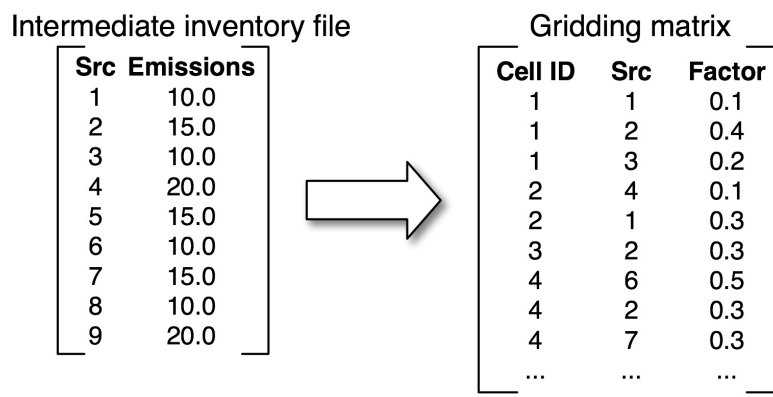 Intermediate inventory file
Src Emissions
1 10.0
2 15.0
3 10.0
4 20.0
5 15.0
6 10.0
7 15.0
8 10.0
9 20.0
Gridding matrix
Cell ID Src Factor
1 1 0.1
1 2 0.4
1 3 0.2
2 4 0.1
2 1 0.3
3 2 0.3
4 6 0.5
4 2 0.3
4 7 0.3
... ... ...